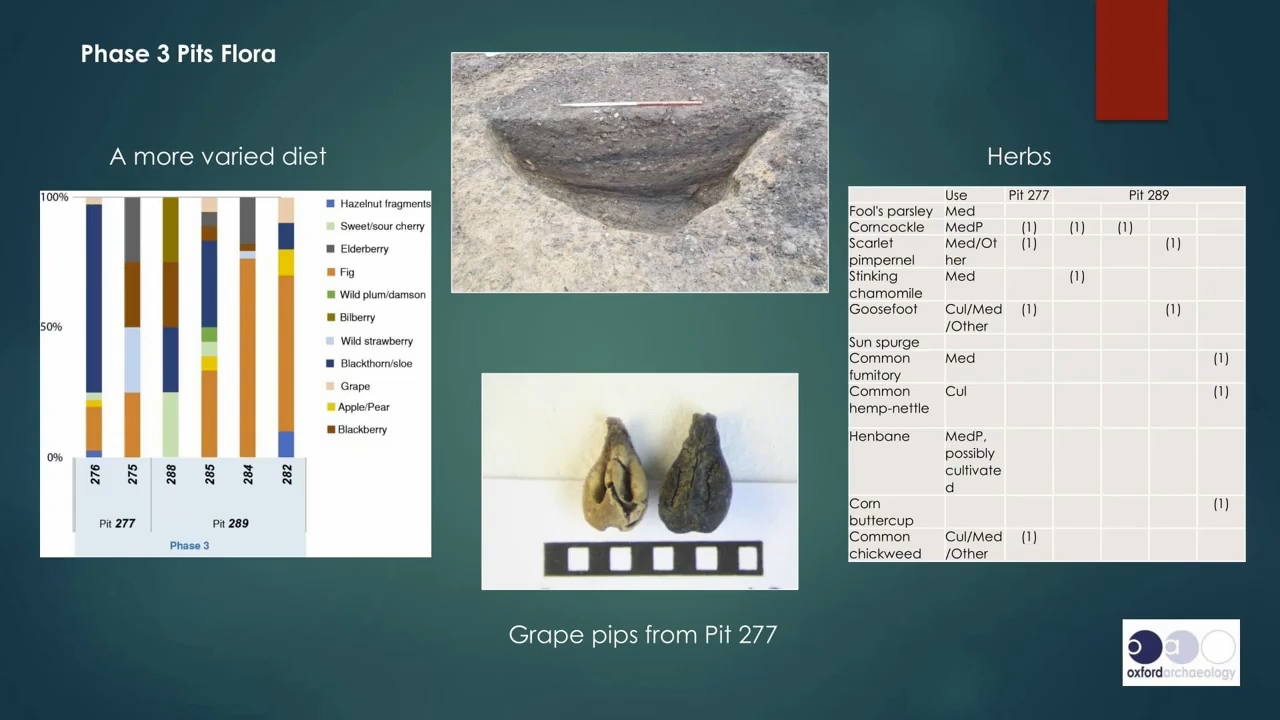 Phase 3 Pits Flora
A more varied diet
100%
50%
0%
Hazelnut fragments
Sweet/sour cherry
Elderberry
Fig
Wild plum/damson
Bilberry
Wild strawberry
Blackthorn/sloe
Grape
Apple/Pear
Blackberry
276 275 288 285 284 282
Pit 277 Pit 289
Phase 3
Grape pips from Pit 277
Herbs
Use Pit 277 Pit 289
Fool's parsley Med
Corncockle MedP (1) (1) (1)
Scarlet Med/Ot (1) (1)
pimpernel her
Stinking Med (1)
chamomile
Goosefoot Cul/Med (1) (1)
/Other
Sun spurge
Common Med (1)
fumitory
Common Cul (1)
hemp-nettle
Henbane MedP,
possibly
cultivate
d
Corn (1)
buttercup
Common Cul/Med (1)
chickweed /Other
oa
oxfordarchaeology